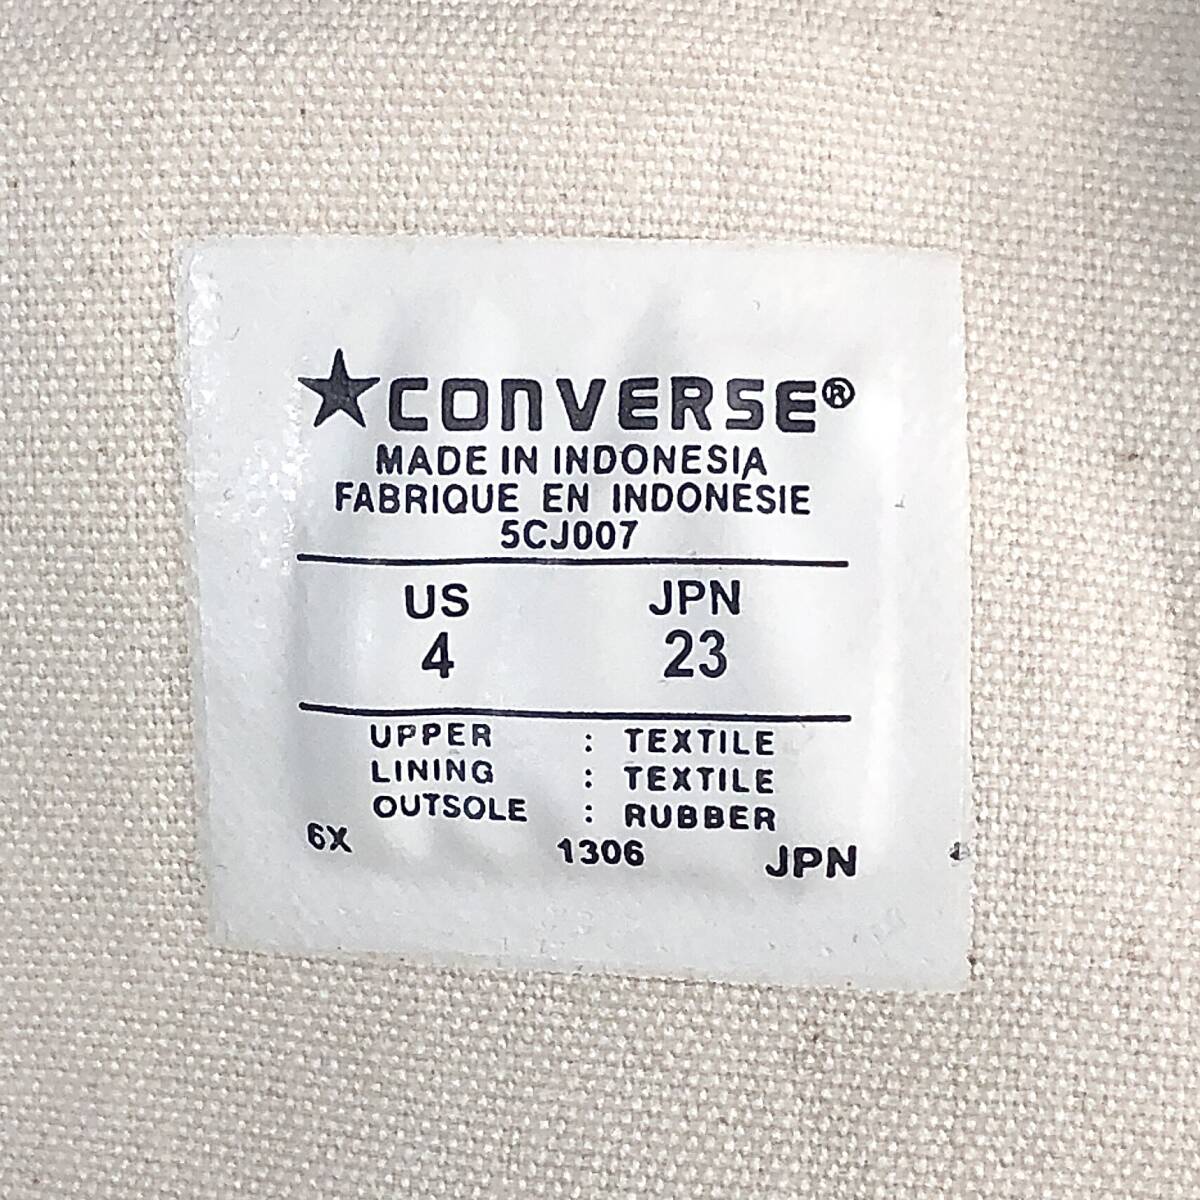 ★CONVERSE®
MADE IN INDONESIA
FABRIQUE EN INDONESIE
5CJ007
US JPN
4 23
UPPER : TEXTILE
LINING : TEXTILE
OUTSOLE : RUBBER
6X 1306 JPN